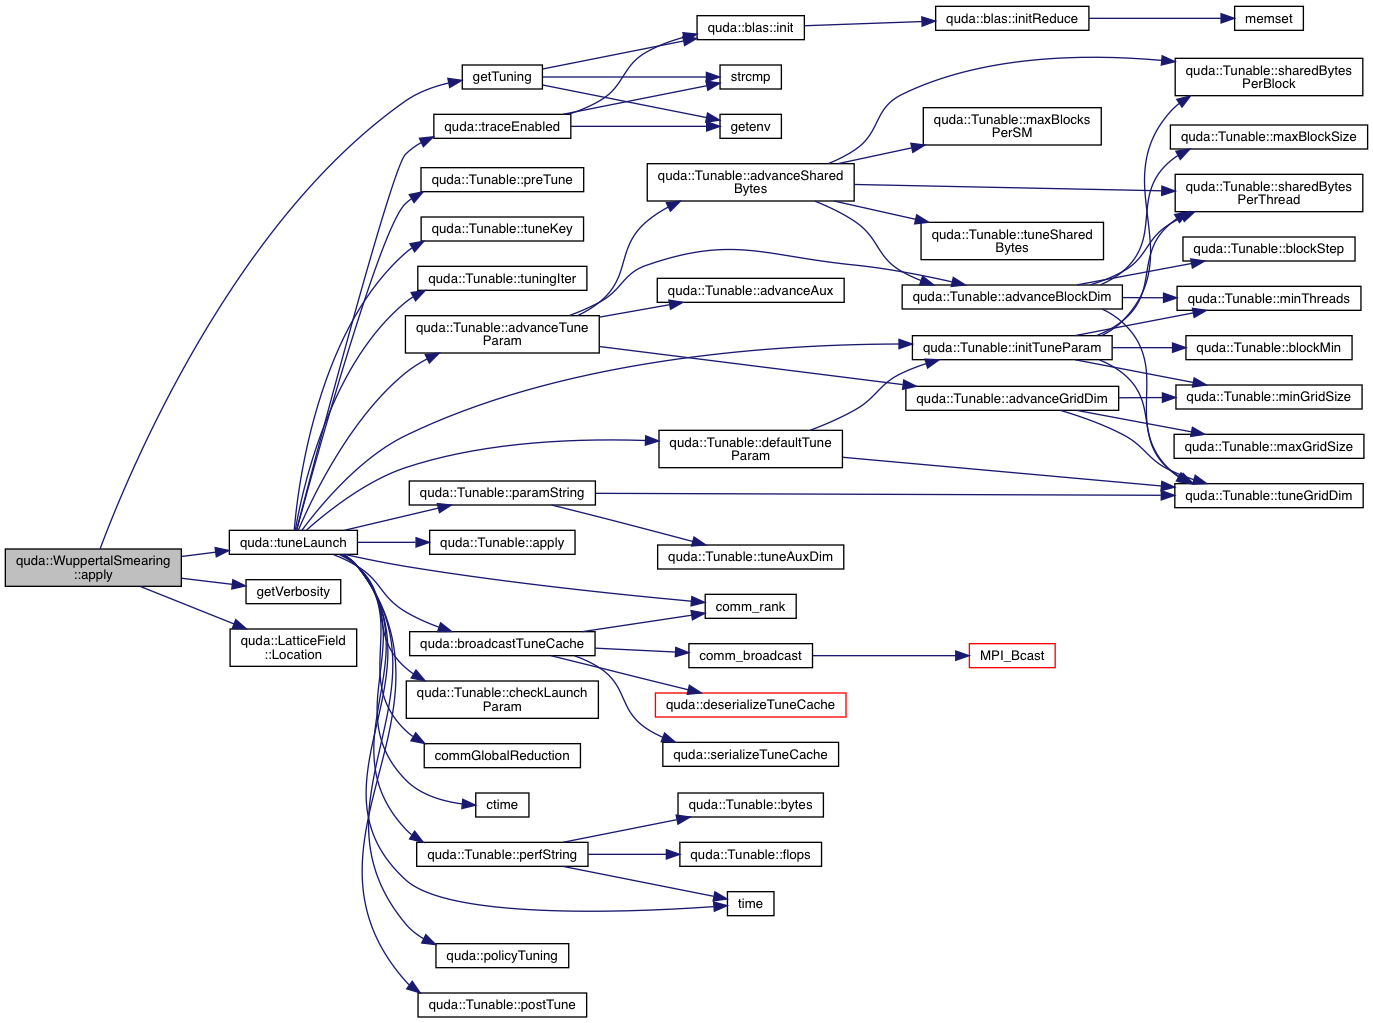 quda::WuppertalSmearing
::apply
getTuning
quda::tuneLaunch
getVerbosity
quda::LatticeField
::Location
quda::traceEnabled
quda::Tunable::preTune
quda::Tunable::tuneKey
quda::Tunable::tuningIter
quda::Tunable::advanceTune
Param
quda::Tunable::paramString
quda::Tunable::apply
quda::broadcastTuneCache
quda::Tunable::checkLaunch
Param
commGlobalReduction
ctime
quda::Tunable::perfString
quda::policyTuning
quda::Tunable::postTune
quda::blas::init
strcmp
getenv
quda::Tunable::advanceShared
Bytes
quda::Tunable::advanceAux
quda::Tunable::defaultTune
Param
quda::Tunable::tuneAuxDim
comm_rank
comm_broadcast
quda::deserializeTuneCache
quda::serializeTuneCache
quda::Tunable::bytes
quda::Tunable::flops
time
quda::blas::initReduce
quda::Tunable::maxBlocks
PerSM
quda::Tunable::tuneShared
Bytes
quda::Tunable::advanceBlockDim
quda::Tunable::initTuneParam
quda::Tunable::advanceGridDim
MPI_Bcast
memset
quda::Tunable::sharedBytes
PerBlock
quda::Tunable::maxBlockSize
quda::Tunable::sharedBytes
PerThread
quda::Tunable::blockStep
quda::Tunable::minThreads
quda::Tunable::blockMin
quda::Tunable::minGridSize
quda::Tunable::maxGridSize
quda::Tunable::tuneGridDim